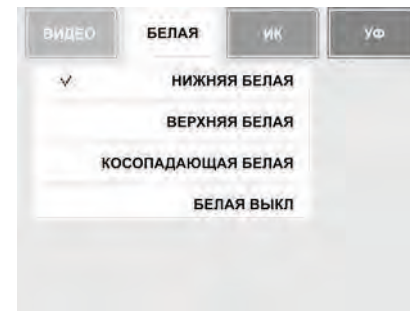 ВИДЕО БЕЛАЯ ИК УФ
НИЖНЯЯ БЕЛАЯ
ВЕРХНЯЯ БЕЛАЯ
КОСОПАДАЮЩАЯ БЕЛАЯ
БЕЛАЯ ВЫКЛ